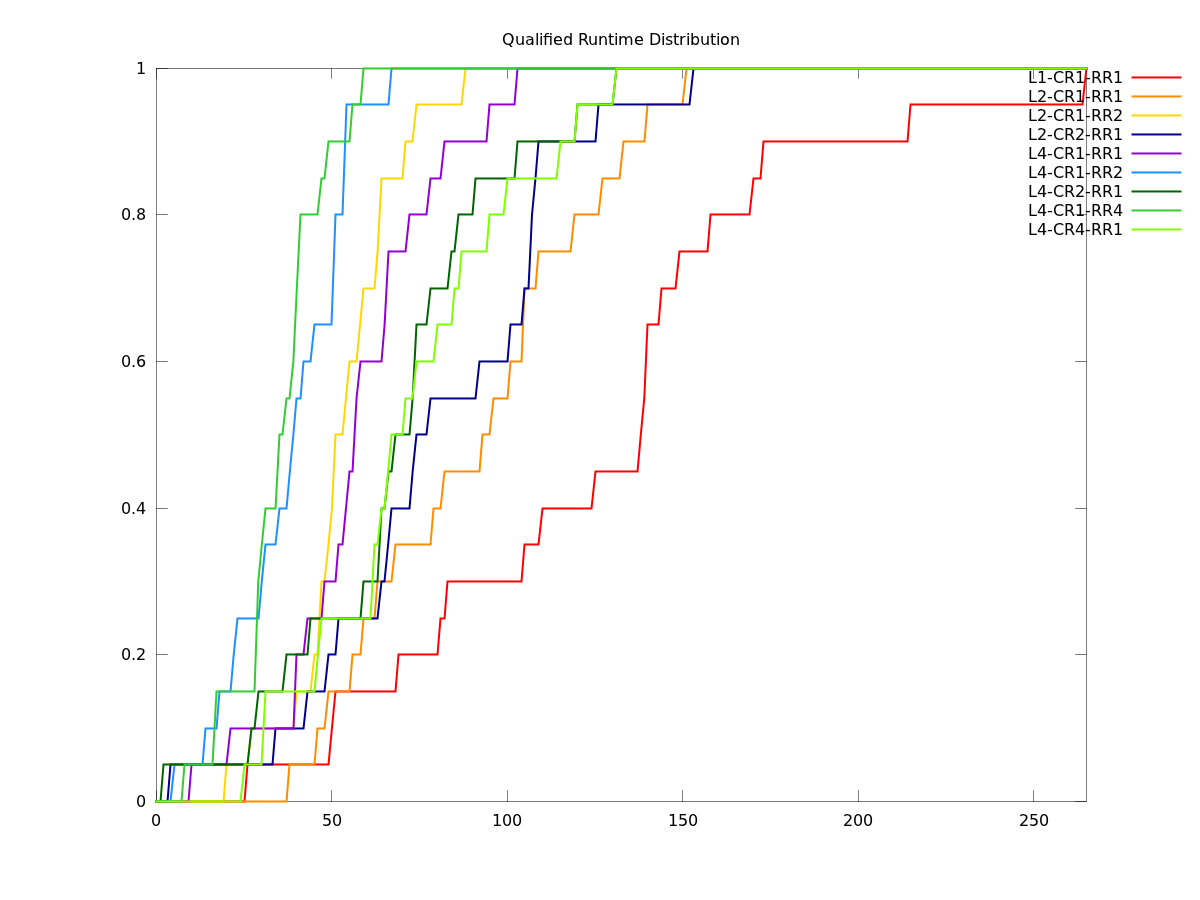 Qualified Runtime Distribution
1
0.8
0.6
0.4
0.2
0
0
50
100
150
200
250
L1-CR1-RR1
L2-CR1-RR1
L2-CR1-RR2
L2-CR2-RR1
L4-CR1-RR1
L4-CR1-RR2
L4-CR2-RR1
L4-CR1-RR4
L4-CR4-RR1